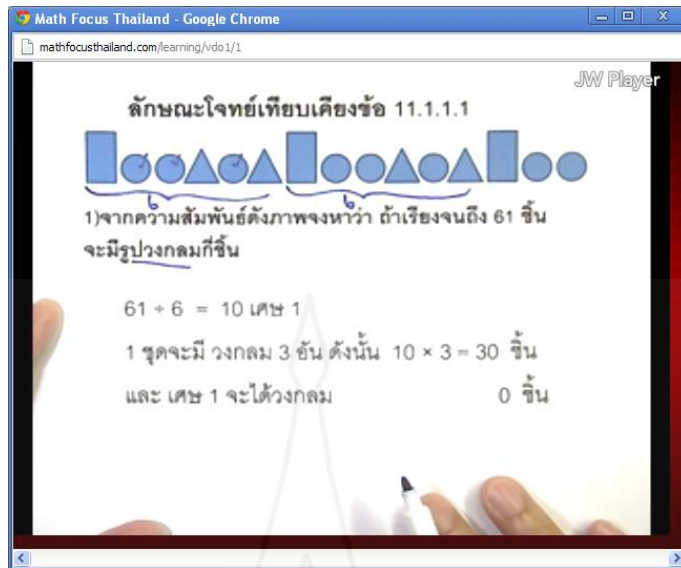 Math Focus Thailand - Google Chrome
mathfocusthailand.com/learning/vdo1/1
JW Player
ลักษณะโจทย์เทียบเคียงข้อ 11.1.1.1
6 6
1)จากความสัมพันธ์ดังภาพจงหาว่า ถ้าเรียงจนถึง 61 ชิ้น
จะมีรูปวงกลมกี่ชิ้น
61 ÷ 6 = 10 เศษ 1
1 ชุดจะมี วงกลม 3 อัน ดังนั้น 10 × 3 = 30 ชิ้น
และ เศษ 1 จะได้วงกลม 0 ชิ้น